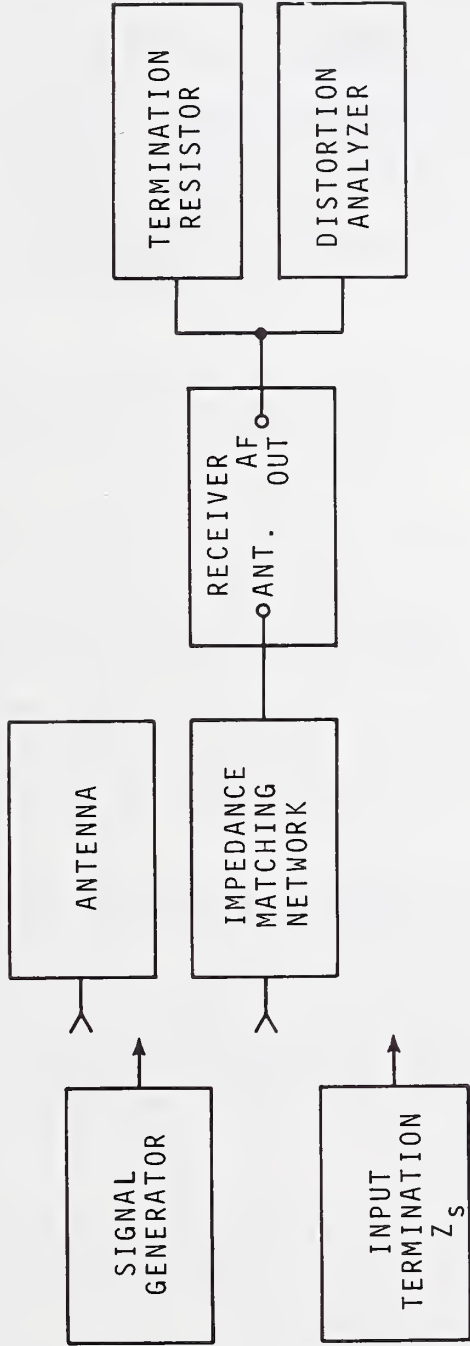 SIGNAL
GENERATOR
INPUT
TERMINATION
Zs
ANTENNA
IMPEDANCE
MATCHING
NETWORK
RECEIVER
ANT. AF
OUT
TERMINATION
RESISTOR
DISTORTION
ANALYZER